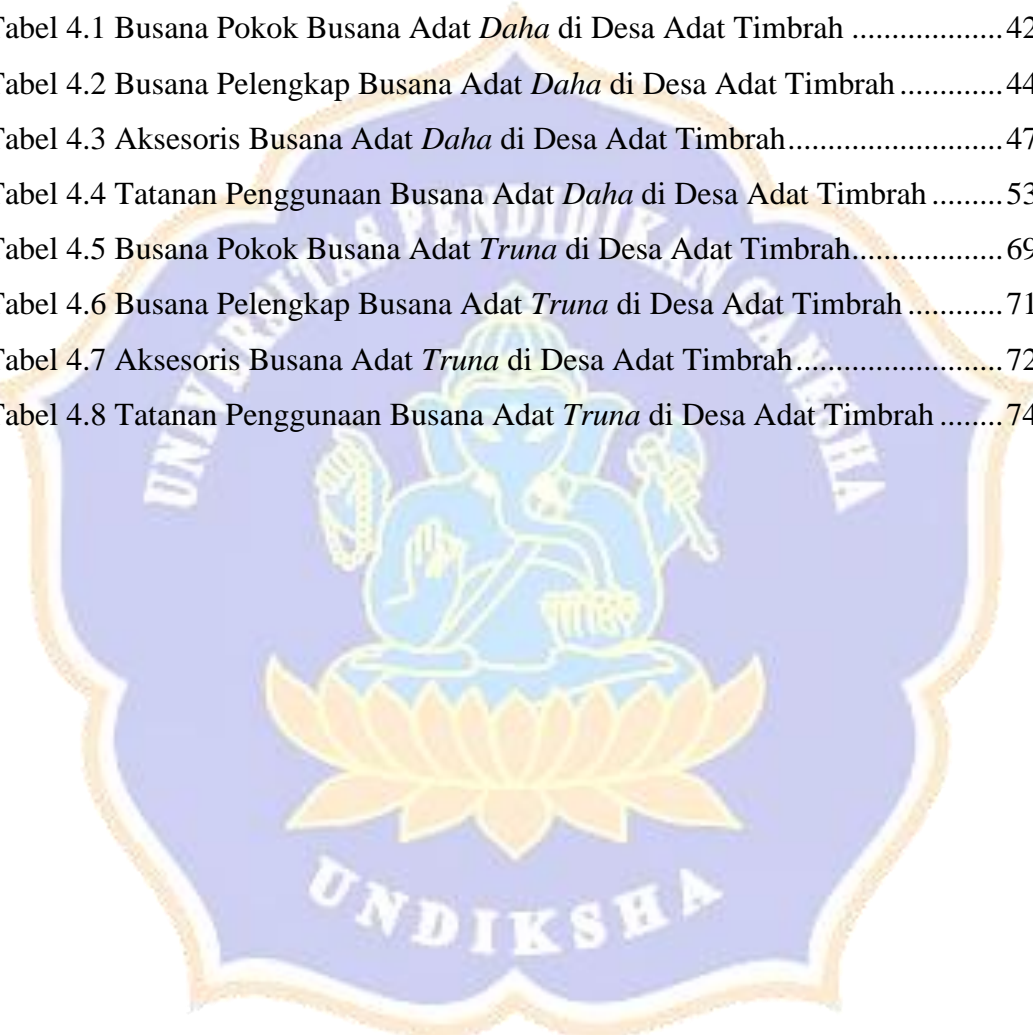 Tabel 4.1 Busana Pokok Busana Adat Daha di Desa Adat Timbrah ................... 42
Tabel 4.2 Busana Pelengkap Busana Adat Daha di Desa Adat Timbrah ............. 44
Tabel 4.3 Aksesoris Busana Adat Daha di Desa Adat Timbrah ........................... 47
Tabel 4.4 Tatanan Penggunaan Busana Adat Daha di Desa Adat Timbrah ......... 53
Tabel 4.5 Busana Pokok Busana Adat Truna di Desa Adat Timbrah ................... 69
Tabel 4.6 Busana Pelengkap Busana Adat Truna di Desa Adat Timbrah ............ 71
Tabel 4.7 Aksesoris Busana Adat Truna di Desa Adat Timbrah .......................... 72
Tabel 4.8 Tatanan Penggunaan Busana Adat Truna di Desa Adat Timbrah ........ 74
UNIVERSITAS PENDIDIKAN GANESHA
UNDIKSHA